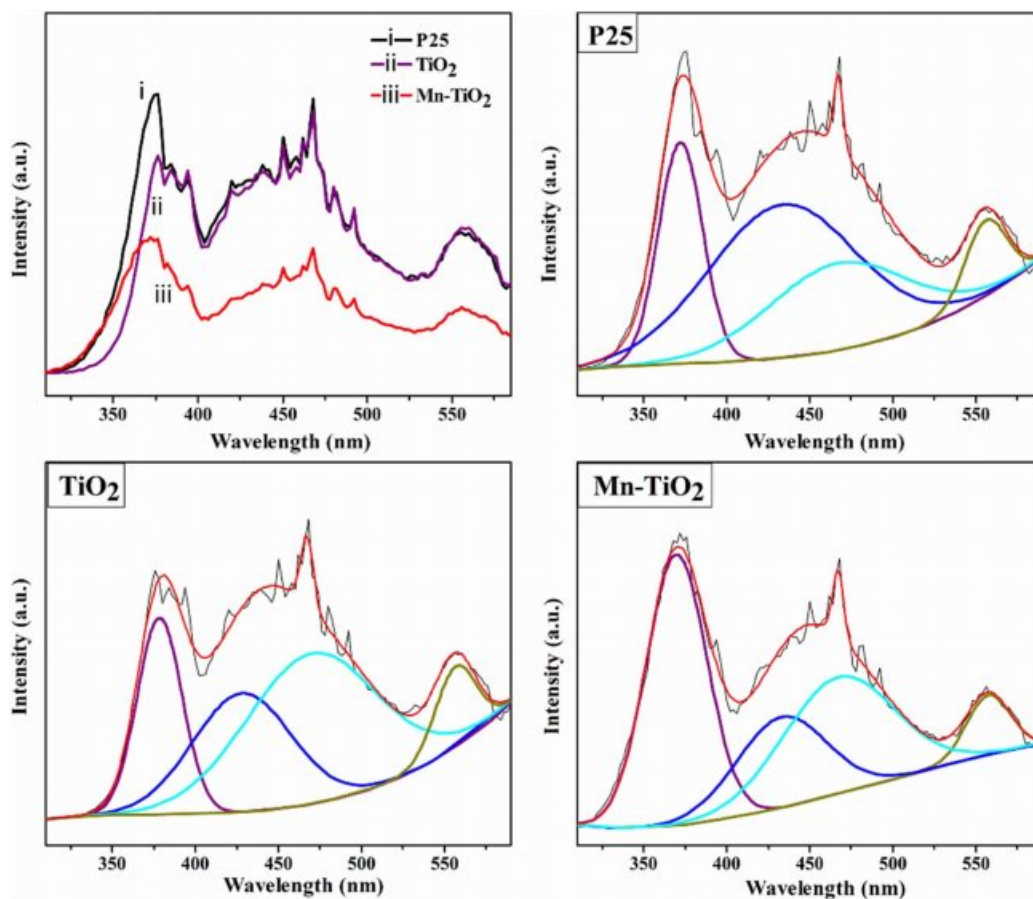 i P25
ii TiO2
iii Mn-TiO2
i
ii
iii
Intensity (a.u.)
350 400 450 500 550
Wavelength (nm)
P25
Intensity (a.u.)
350 400 450 500 550
Wavelength (nm)
TiO2
Intensity (a.u.)
350 400 450 500 550
Wavelength (nm)
Mn-TiO2
Intensity (a.u.)
350 400 450 500 550
Wavelength (nm)